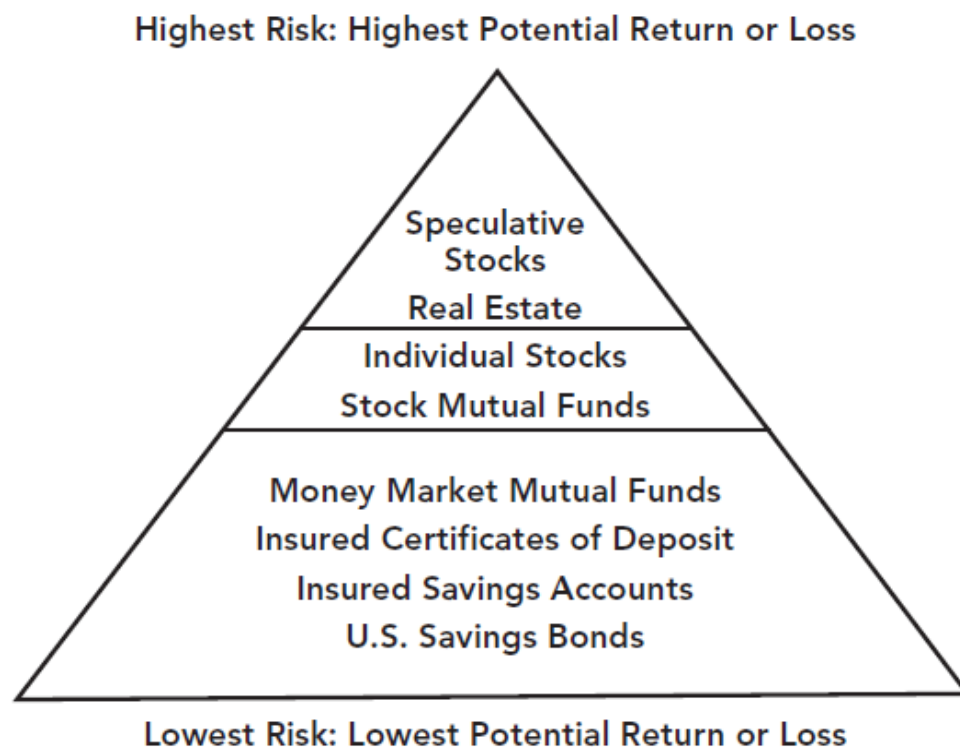 Highest Risk: Highest Potential Return or Loss
Speculative
Stocks
Real Estate
Individual Stocks
Stock Mutual Funds
Money Market Mutual Funds
Insured Certificates of Deposit
Insured Savings Accounts
U.S. Savings Bonds
Lowest Risk: Lowest Potential Return or Loss